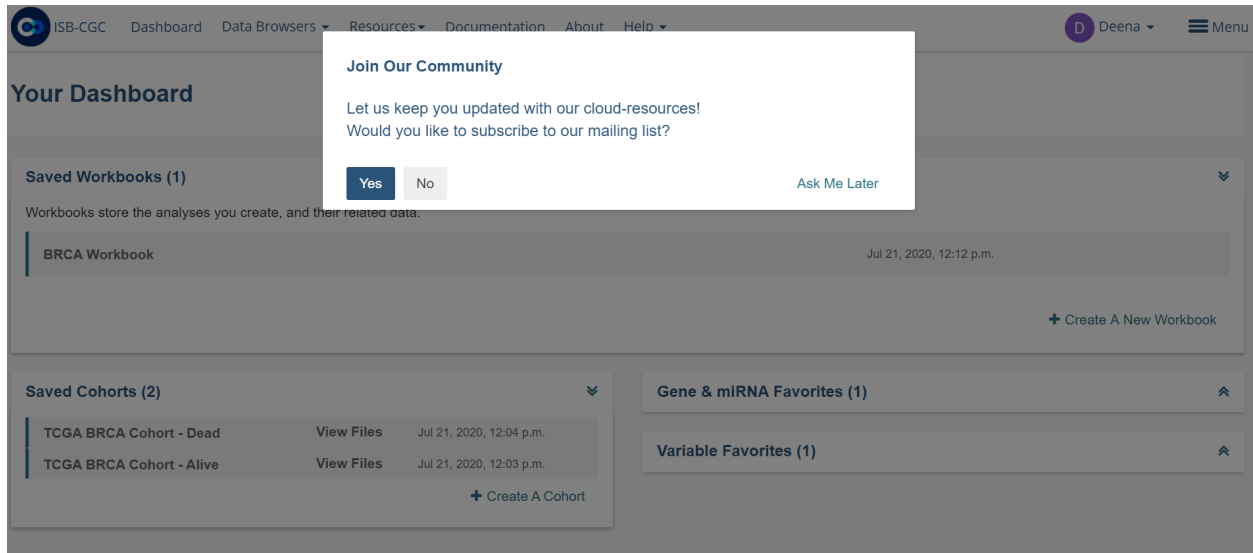 ISB-CGC Dashboard Data Browsers Resources Documentation About Help D Deena Menu
Join Our Community
Let us keep you updated with our cloud-resources!
Would you like to subscribe to our mailing list?
Yes No Ask Me Later
Your Dashboard
Saved Workbooks (1)
Workbooks store the analyses you create, and their related data.
BRCA Workbook Jul 21, 2020, 12:12 p.m.
+ Create A New Workbook
Saved Cohorts (2)
TCGA BRCA Cohort - Dead View Files Jul 21, 2020, 12:04 p.m.
TCGA BRCA Cohort - Alive View Files Jul 21, 2020, 12:03 p.m.
+ Create A Cohort
Gene & miRNA Favorites (1)
Variable Favorites (1)